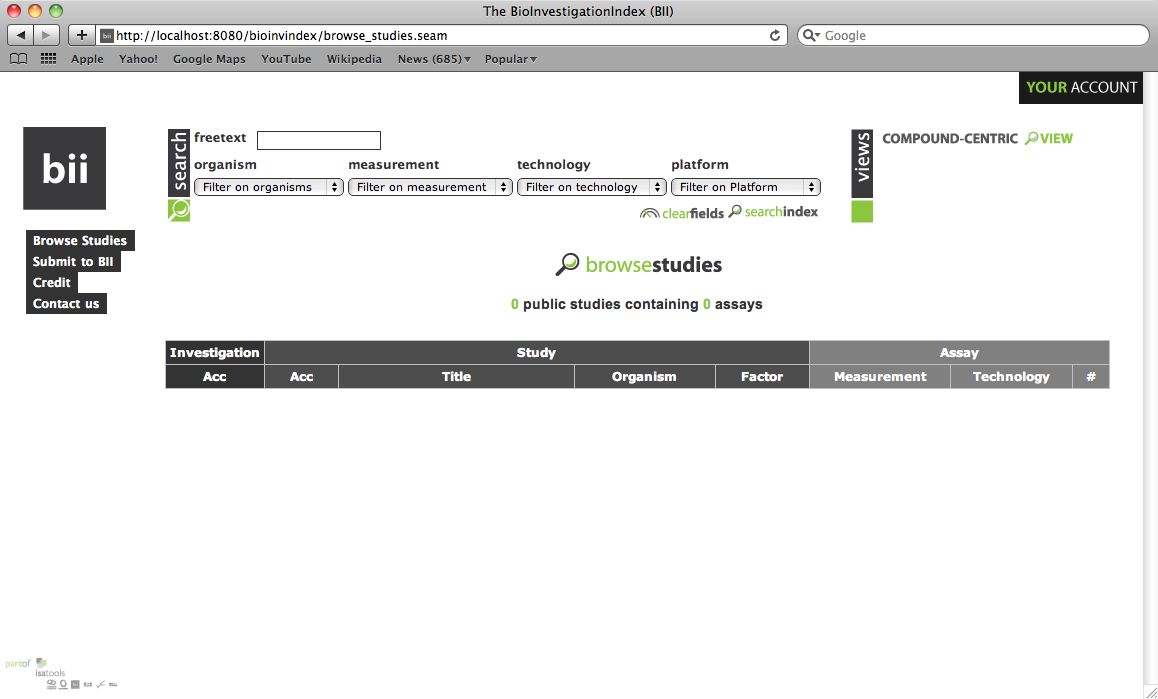 The BioInvestigationIndex (BII)
http://localhost:8080/bioinvindex/browse_studies.seam
Google
Apple Yahoo! Google Maps YouTube Wikipedia News (685) Popular
YOUR ACCOUNT
bii
Browse Studies
Submit to BII
Credit
Contact us
search
freetext
organism measurement technology platform
Filter on organisms Filter on measurement Filter on technology Filter on Platform
clearfields searchindex
views
COMPOUND-CENTRIC VIEW
browsestudies
0 public studies containing 0 assays
Investigation Study Assay
Acc Acc Title Organism Factor Measurement Technology #
partof
isatools